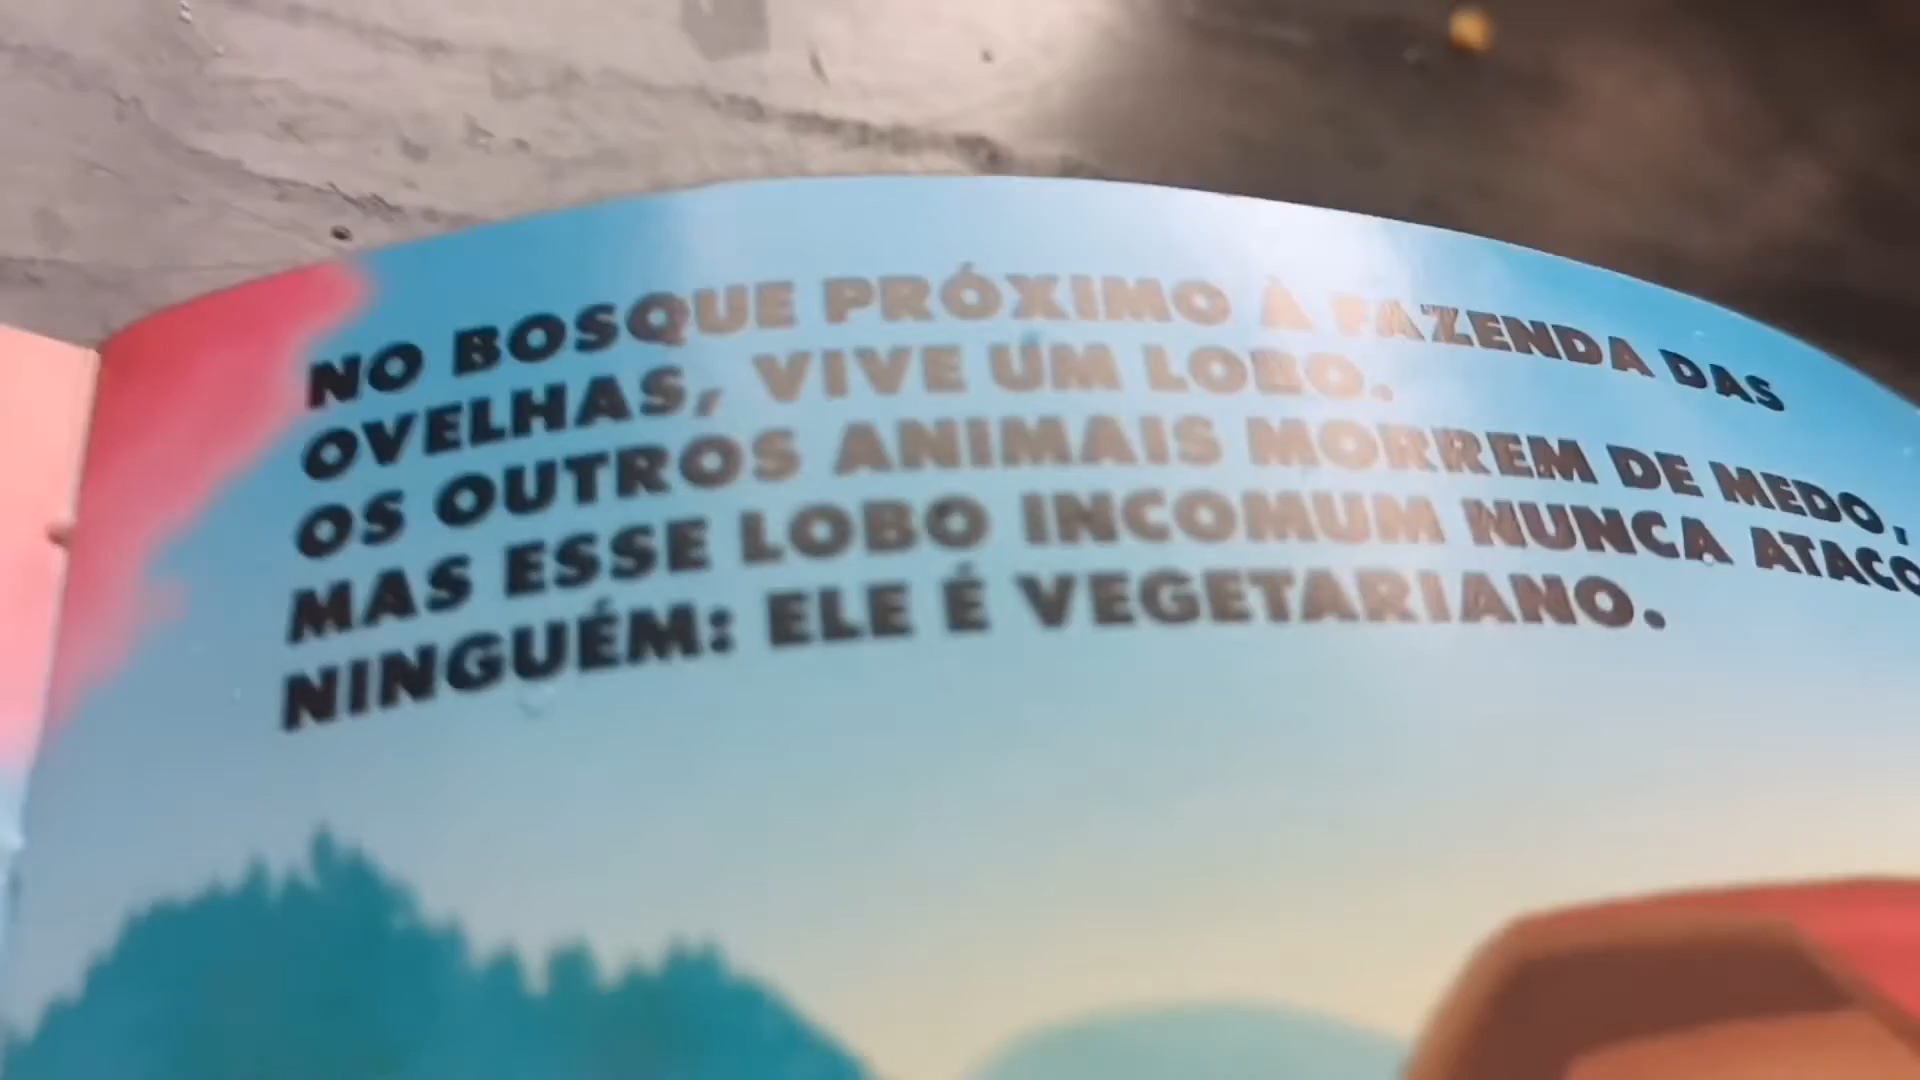 NO BOSQUE PRÓXIMO À FAZENDA DAS
OVELHAS, VIVE UM LOBO.
OS OUTROS ANIMAIS MORREM DE MEDO,
MAS ESSE LOBO INCOMUM NUNCA
NINGUÉM: ELE É VEGETARIANO.